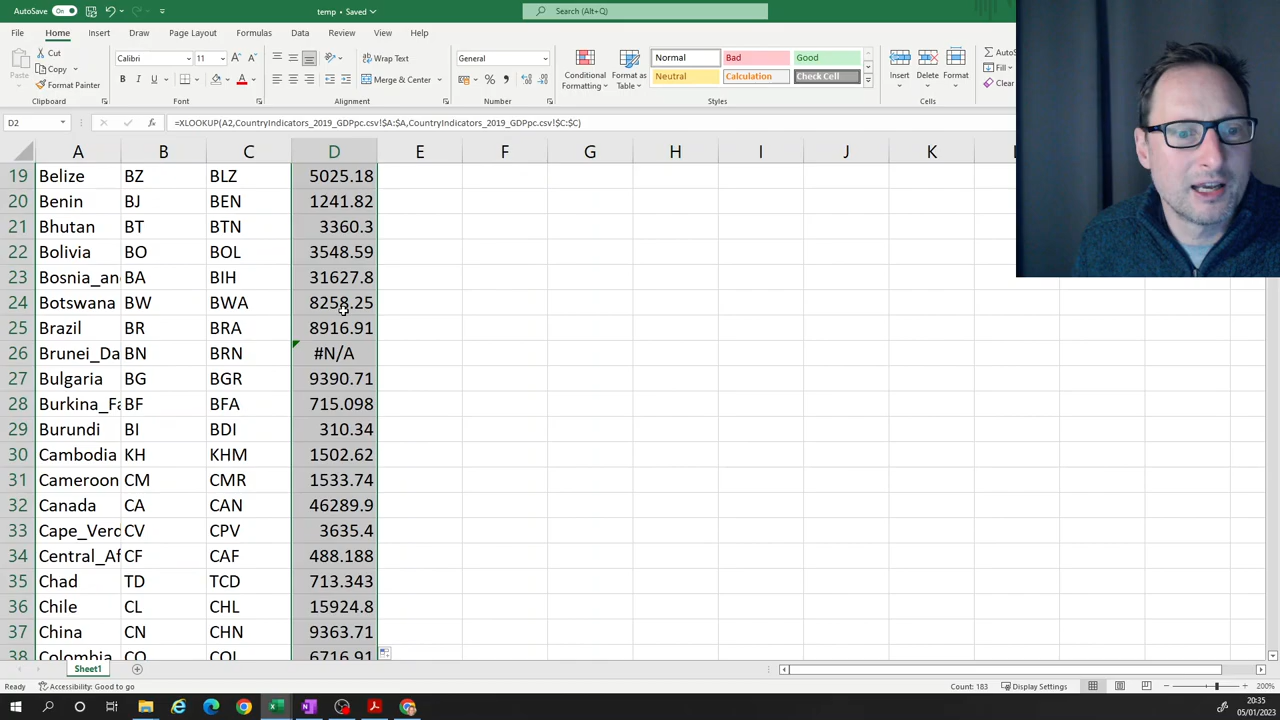 AutoSave On temp • Saved Search (Alt+Q)
File Home Insert Draw Page Layout Formulas Data Review View Help
Cut
Copy
Format Painter
Paste
Calibri 11
B I U A
Wrap Text
Merge & Center
General
% ,
Conditional Formatting
Format as Table
Normal Bad Good
Neutral Calculation Check Cell
Insert Delete Format
Fill
Clear
Clipboard Font Alignment Number Styles Cells
D2 fx =XLOOKUP(A2,CountryIndicators_2019_GDPpc.csv!$A:$A,CountryIndicators_2019_GDPpc.csv!$C:$C)
A B C D E F G H I J K
19 Belize BZ BLZ 5025.18
20 Benin BJ BEN 1241.82
21 Bhutan BT BTN 3360.3
22 Bolivia BO BOL 3548.59
23 Bosnia_an BA BIH 31627.8
24 Botswana BW BWA 8258.25
25 Brazil BR BRA 8916.91
26 Brunei_Da BN BRN #N/A
27 Bulgaria BG BGR 9390.71
28 Burkina_Fa BF BFA 715.098
29 Burundi BI BDI 310.34
30 Cambodia KH KHM 1502.62
31 Cameroon CM CMR 1533.74
32 Canada CA CAN 46289.9
33 Cape_Verd CV CPV 3635.4
34 Central_Af CF CAF 488.188
35 Chad TD TCD 713.343
36 Chile CL CHL 15924.8
37 China CN CHN 9363.71
38 Colombia CO COL 6716.91
Sheet1
Ready Accessibility: Good to go Count: 183 Display Settings 200%
20:35
05/01/2023